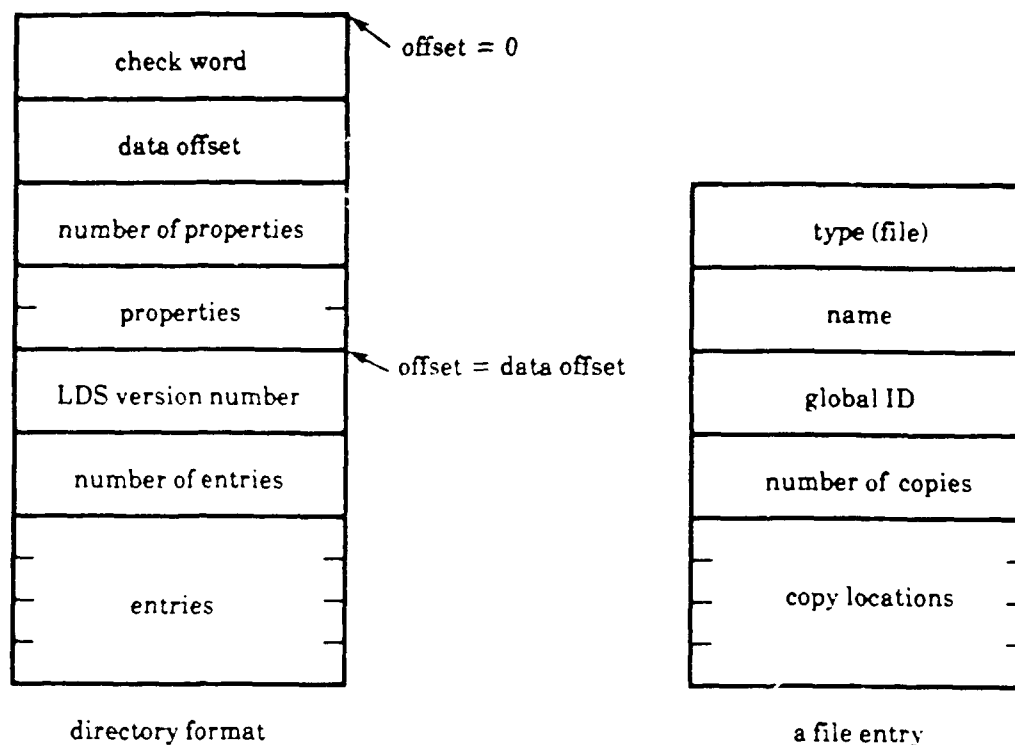 offset = 0
check word
data offset
number of properties
properties
offset = data offset
LDS version number
number of entries
entries
directory format
type (file)
name
global ID
number of copies
copy locations
a file entry